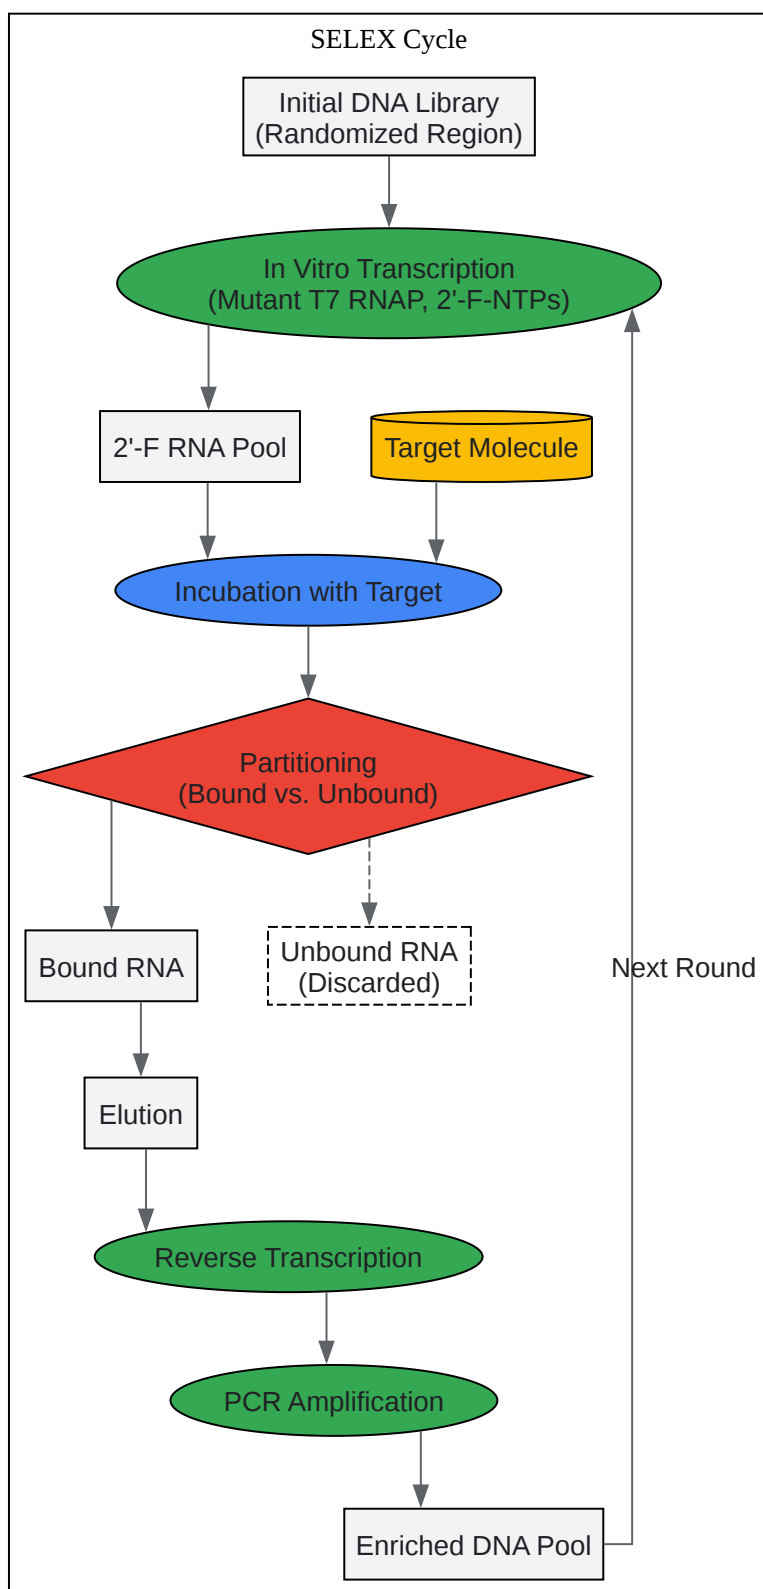 SELEX Cycle
Initial DNA Library
(Randomized Region)
In Vitro Transcription
(Mutant T7 RNAP, 2'-F-NTPs)
2'-F RNA Pool
Target Molecule
Incubation with Target
Partitioning
(Bound vs. Unbound)
Bound RNA
Unbound RNA
(Discarded)
Next Round
Elution
Reverse Transcription
PCR Amplification
Enriched DNA Pool